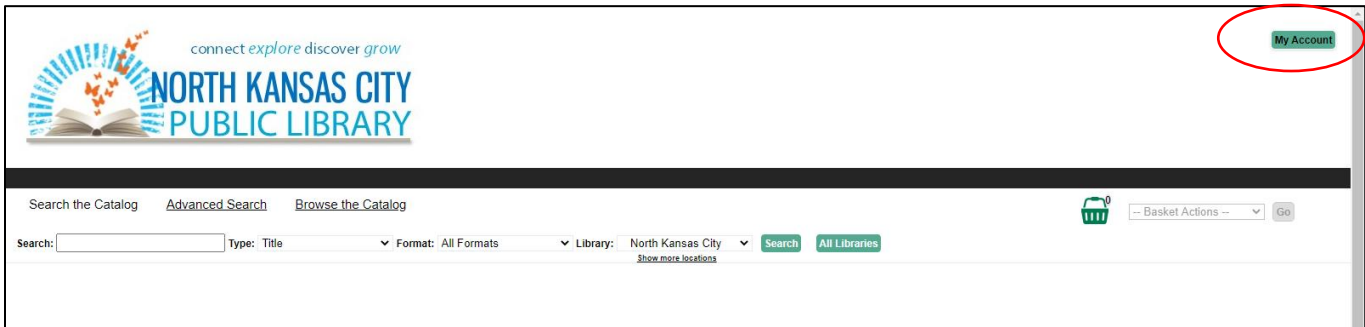 connect explore discover grow
NORTH KANSAS CITY
PUBLIC LIBRARY
My Account
Search the Catalog Advanced Search Browse the Catalog
0
-- Basket Actions -- Go
Search: Type: Title Format: All Formats Library: North Kansas City Search All Libraries
Show more locations